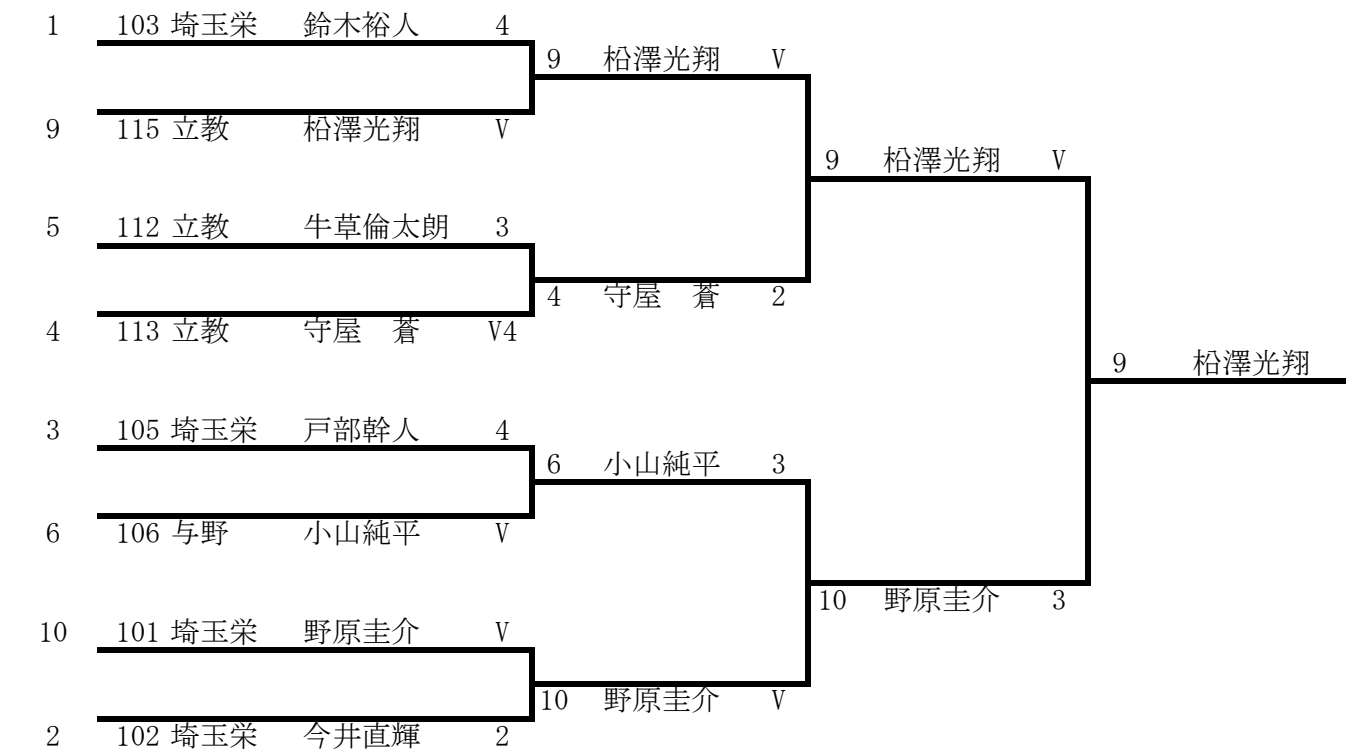 1 103 埼玉栄 鈴木裕人 4
9 枌澤光翔 V
9 115 立教 枌澤光翔 V
9 枌澤光翔 V
5 112 立教 牛草倫太朗 3
4 守屋 蒼 2
4 113 立教 守屋 蒼 V4
9 枌澤光翔
3 105 埼玉栄 戸部幹人 4
6 小山純平 3
6 106 与野 小山純平 V
10 野原圭介 3
10 101 埼玉栄 野原圭介 V
10 野原圭介 V
2 102 埼玉栄 今井直輝 2